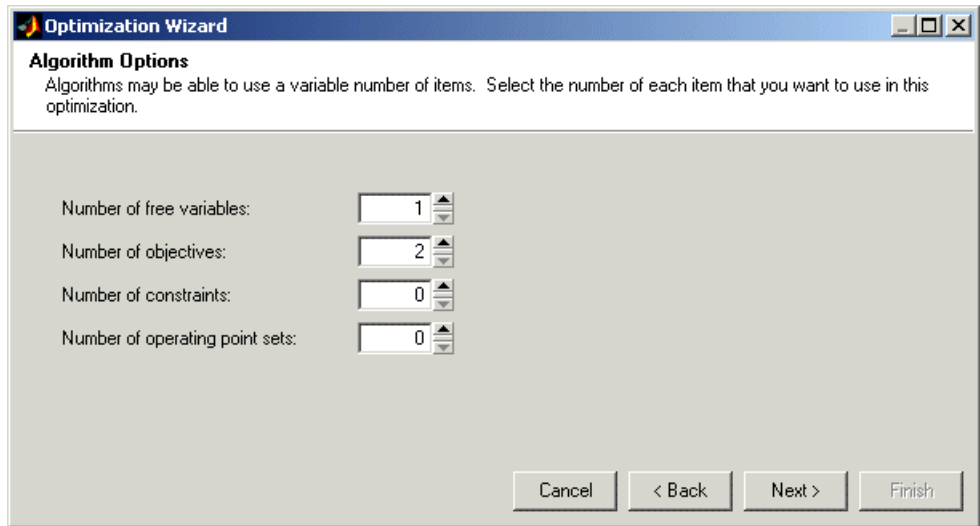 Optimization Wizard
Algorithm Options
Algorithms may be able to use a variable number of items. Select the number of each item that you want to use in this
optimization.
Number of free variables: 1
Number of objectives: 2
Number of constraints: 0
Number of operating point sets: 0
Cancel < Back Next > Finish